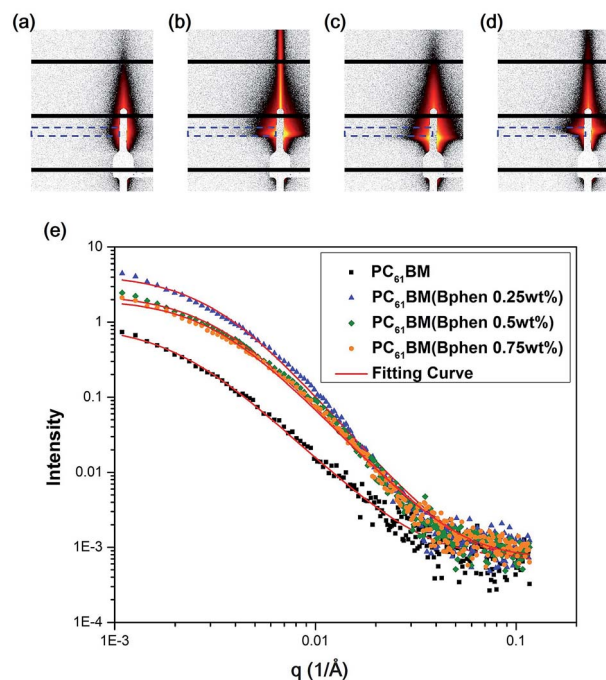 (a) (b) (c) (d)
(e)
10
1
0.1
0.01
1E-3
1E-4
Intensity
PC₆₁BM
PC₆₁BM(Bphen 0.25wt%)
PC₆₁BM(Bphen 0.5wt%)
PC₆₁BM(Bphen 0.75wt%)
Fitting Curve
1E-3 0.01 0.1
q (1/Å)